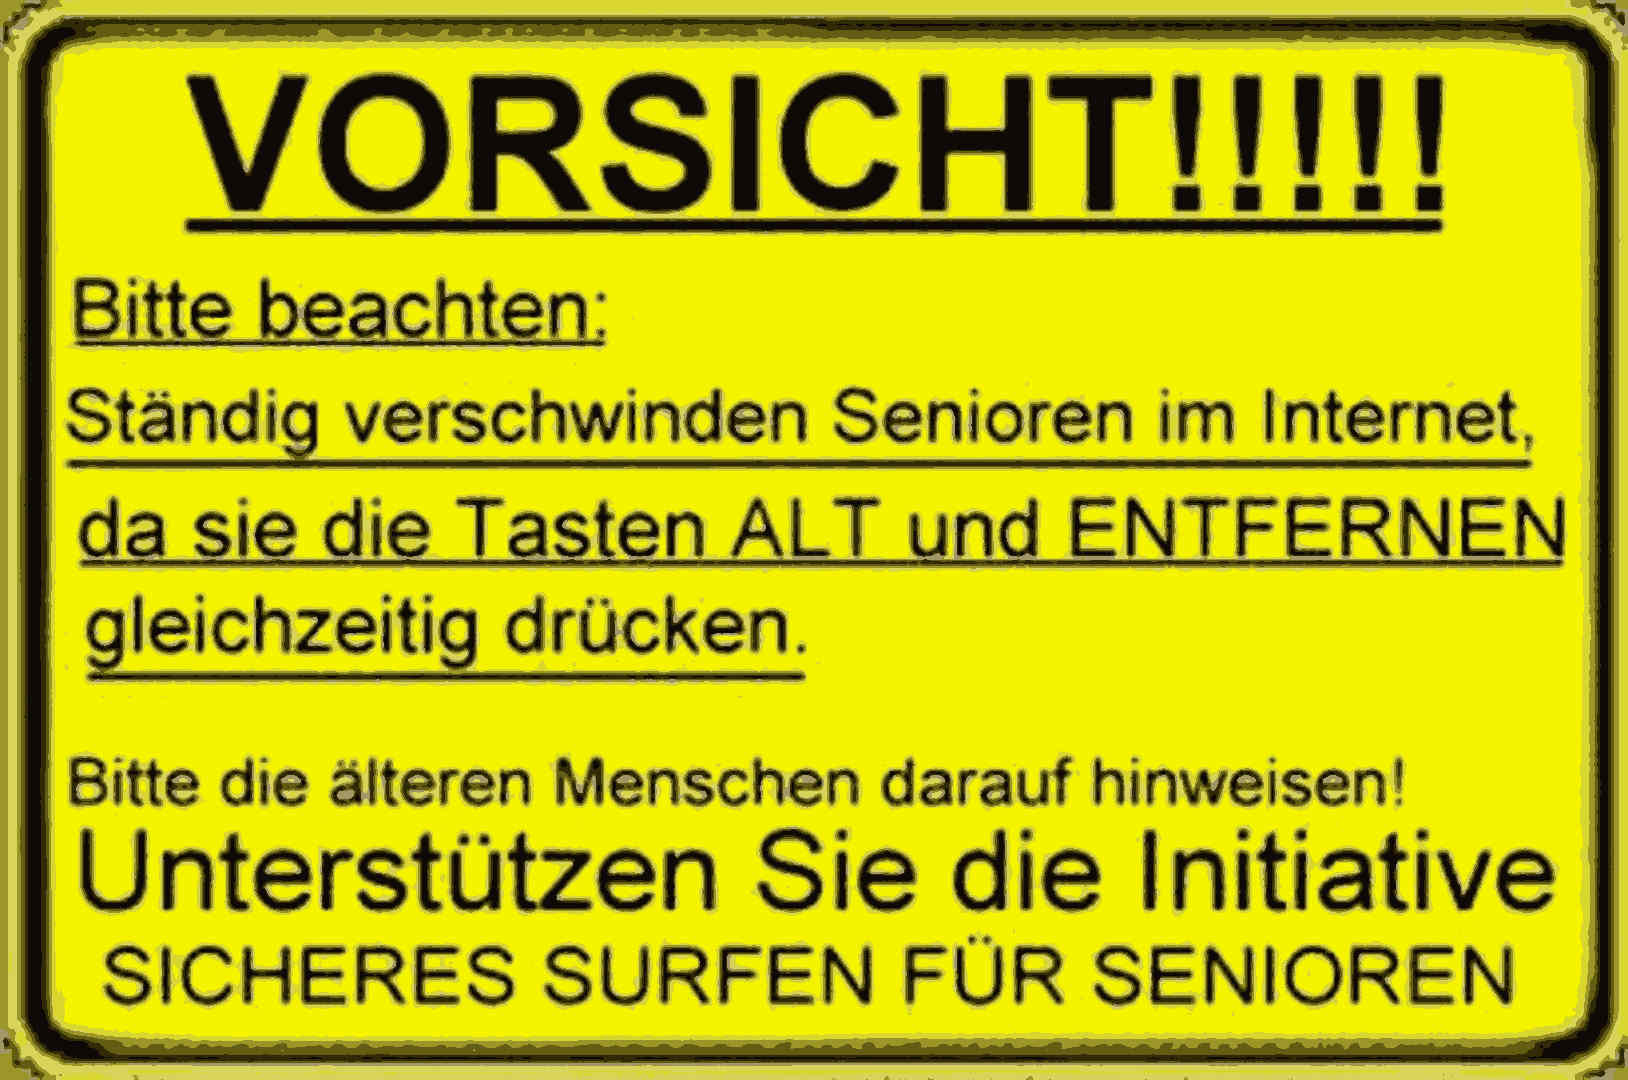 VORSICHT!!!!!
Bitte beachten:
Ständig verschwinden Senioren im Internet,
da sie die Tasten ALT und ENTFERNEN
gleichzeitig drücken.
Bitte die älteren Menschen darauf hinweisen!
Unterstützen Sie die Initiative
SICHERES SURFEN FÜR SENIOREN